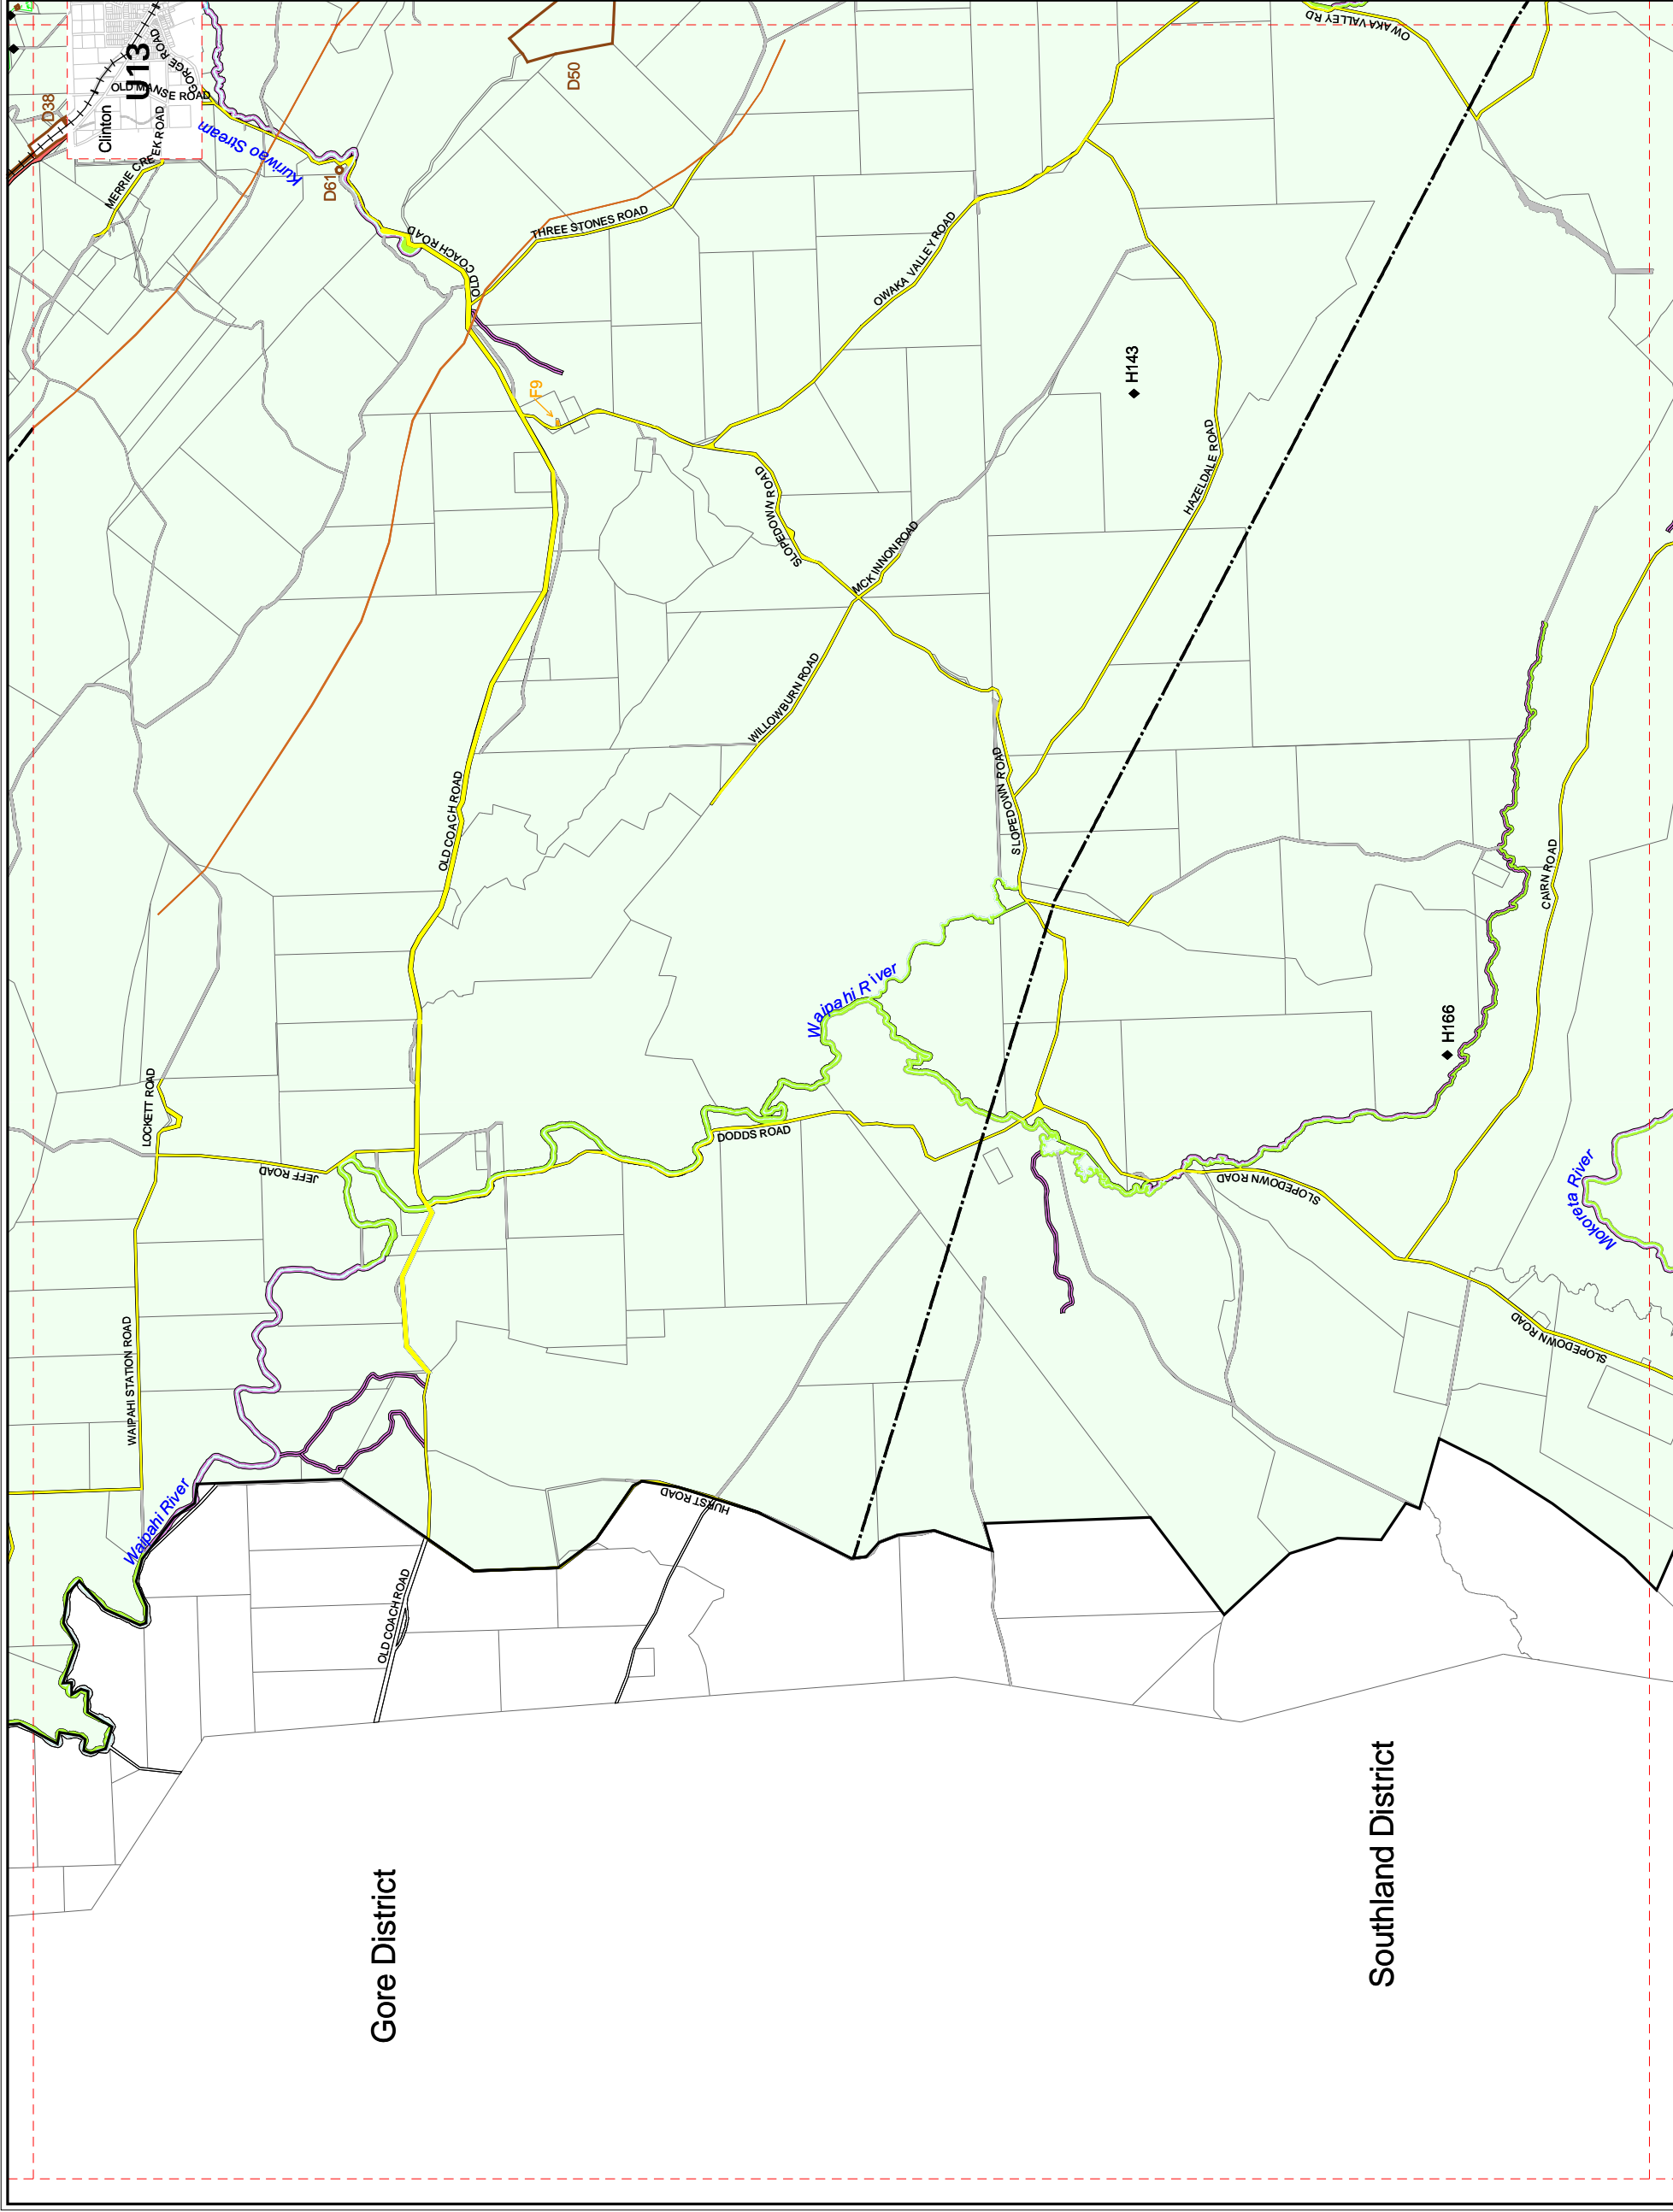 D38
Clinton
U13
GORGE ROAD
OLD MANSE ROAD
MERRIE CREEK ROAD
Kuriwao Stream
D61
D50
OLD COACH ROAD
THREE STONES ROAD
F9
OWAKA VALLEY RD
OWAKA VALLEY ROAD
H143
HAZELDALE ROAD
SLOPEDOWN ROAD
MCKINNON ROAD
WILLOWBURN ROAD
OLD COACH ROAD
SLOPEDOWN ROAD
CAIRN ROAD
Waipahi River
H166
LOCKETT ROAD
JEFF ROAD
DODDS ROAD
SLOPEDOWN ROAD
Mokoreta River
SLOPEDOWN ROAD
WAIPAHI STATION ROAD
Waipahi River
HURST ROAD
OLD COACH ROAD
Gore District
Southland District